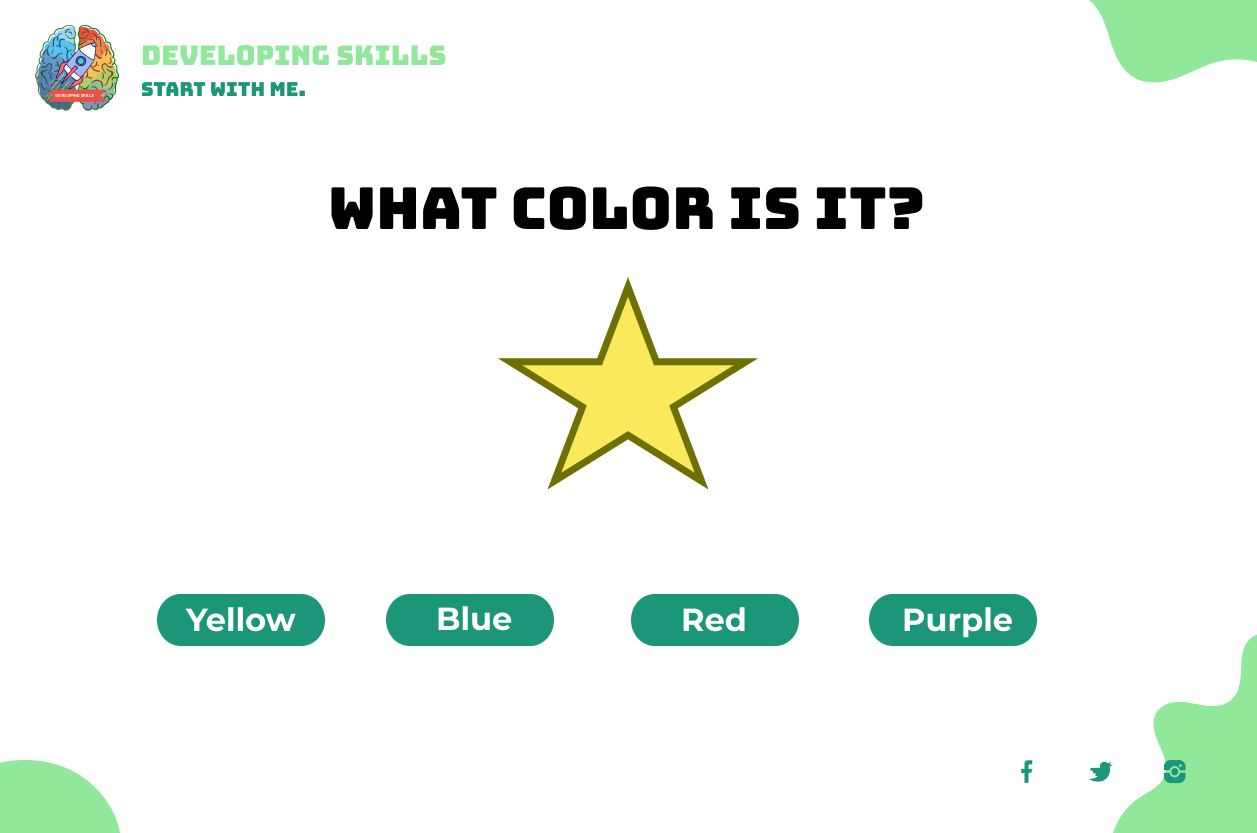 DEVELOPING SKILLS
START WITH ME.
DEVELOPING SKILLS
WHAT COLOR IS IT?
Yellow
Blue
Red
Purple